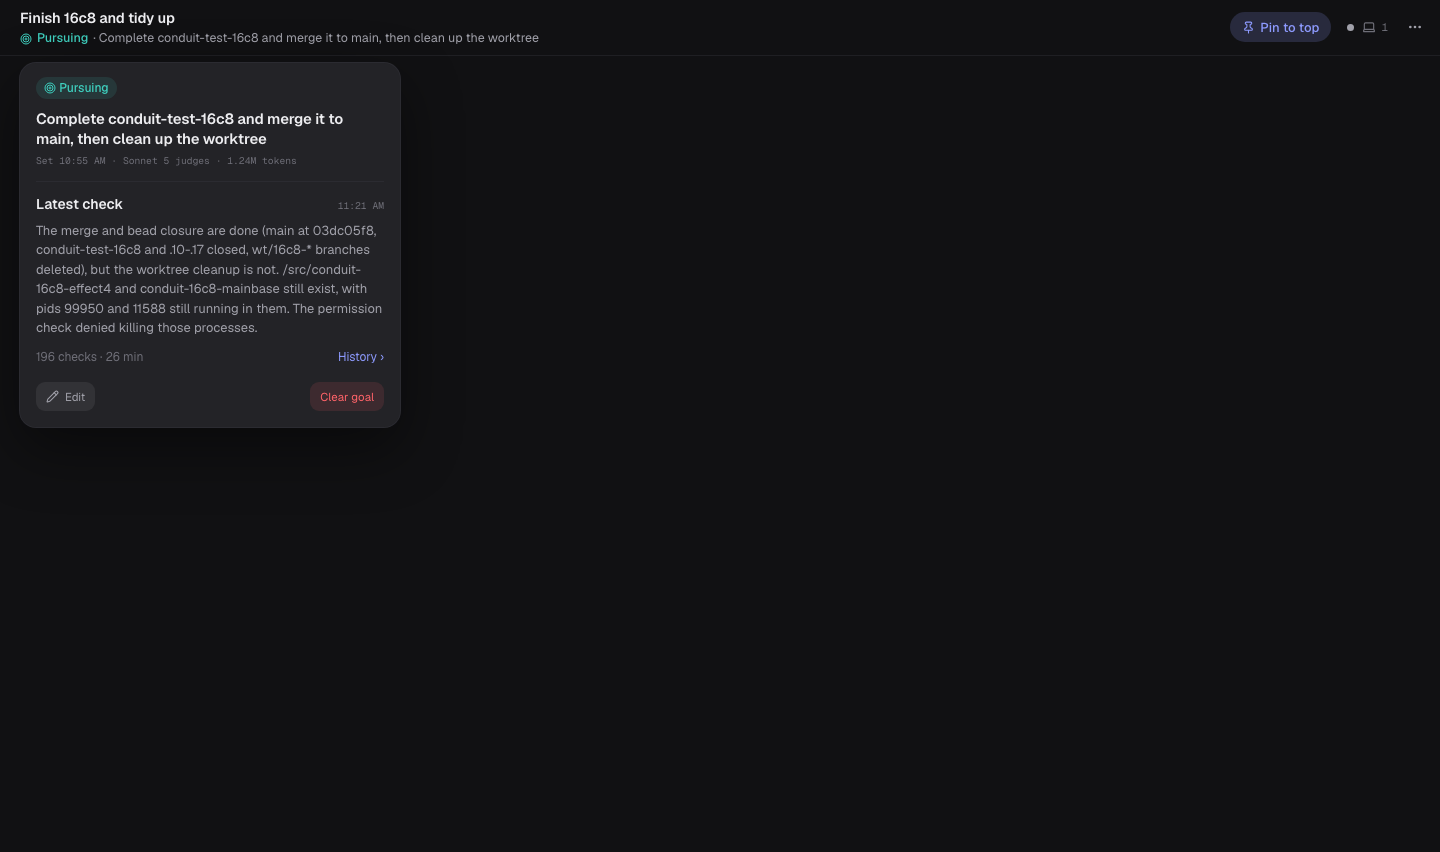 Finish 16c8 and tidy up
Pursuing · Complete conduit-test-16c8 and merge it to main, then clean up the worktree
Pin to top
1
Pursuing
Complete conduit-test-16c8 and merge it to
main, then clean up the worktree
Set 10:55 AM · Sonnet 5 judges · 1.24M tokens
Latest check
11:21 AM
The merge and bead closure are done (main at 03dc05f8,
conduit-test-16c8 and .10-.17 closed, wt/16c8-* branches
deleted), but the worktree cleanup is not. /src/conduit-
16c8-effect4 and conduit-16c8-mainbase still exist, with
pids 99950 and 11588 still running in them. The permission
check denied killing those processes.
196 checks · 26 min
History ›
Edit
Clear goal